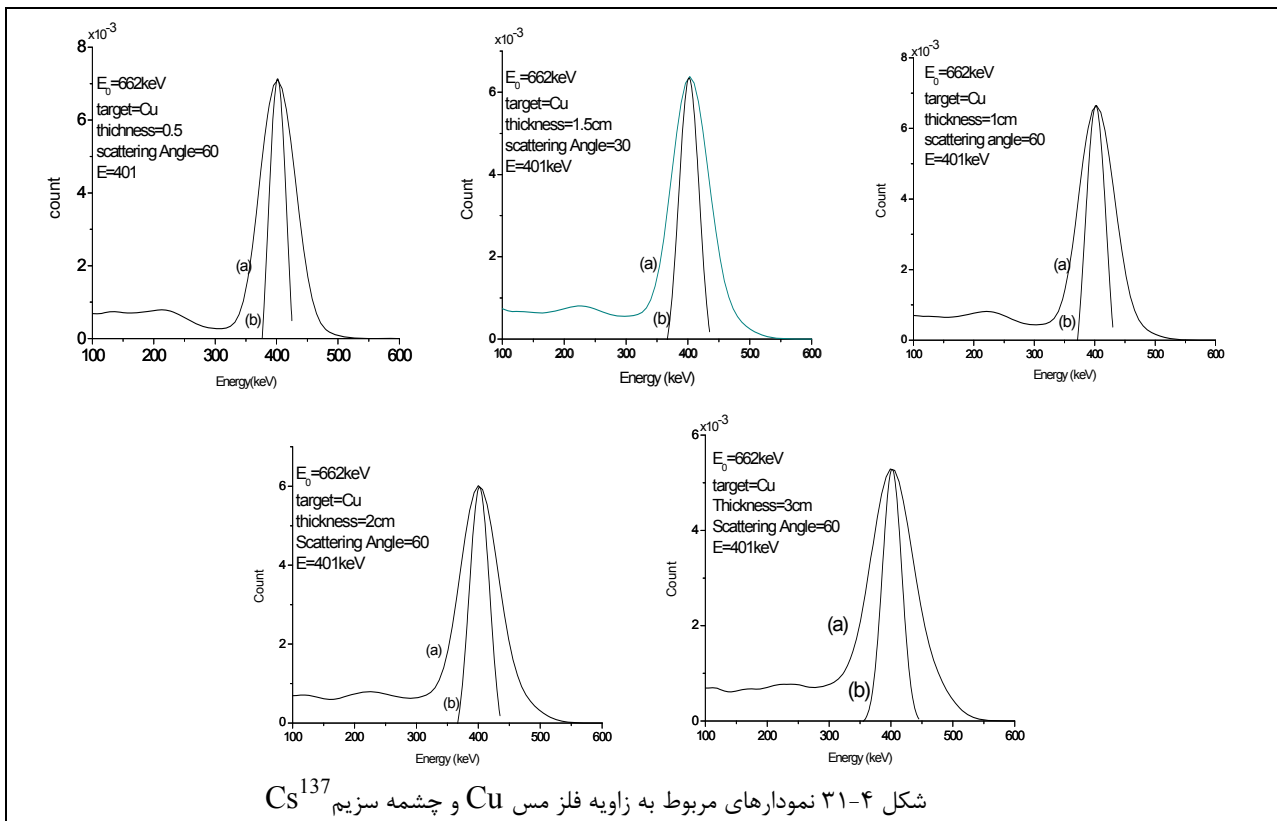 x10⁻³
8
6
4
2
0
count
E₀=662keV
target=Cu
thichness=0.5
scattering Angle=60
E=401
(a)
(b)
100 200 300 400 500 600
Energy(keV)
x10⁻³
6
4
2
0
Count
E₀=662keV
target=Cu
thickness=1.5cm
scattering Angle=30
E=401keV
(a)
(b)
100 200 300 400 500 600
Energy (keV)
x10⁻³
8
6
4
2
0
Count
E₀=662keV
target=Cu
thickness=1cm
scattering angle=60
E=401keV
(a)
(b)
100 200 300 400 500 600
Energy (keV)
6
4
2
0
Count
E₀=662keV
target=Cu
thickness=2cm
Scattering Angle=60
E=401keV
(a)
(b)
100 200 300 400 500 600
Energy (keV)
x10⁻³
6
4
2
0
Count
E₀=662keV
target=Cu
Thickness=3cm
Scattering Angle=60
E=401keV
(a)
(b)
100 200 300 400 500 600
Energy (keV)
شکل ۴-۳۱ نمودارهای مربوط به زاویه فلز مس Cu و چشمه سزیم Cs¹³⁷